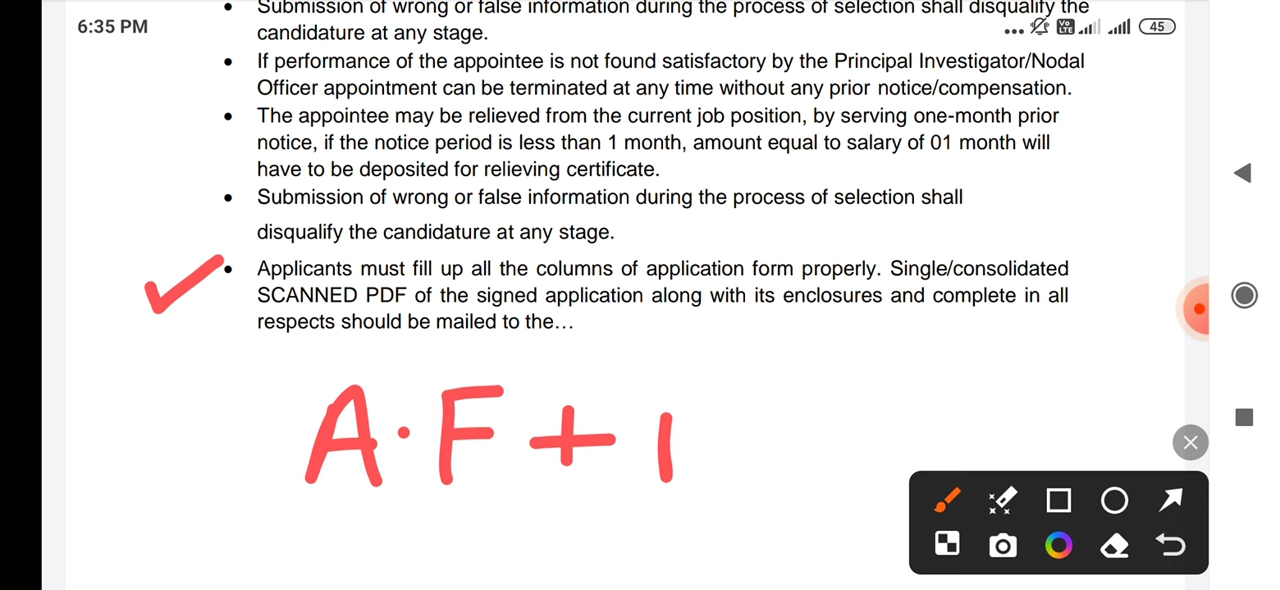 • Submission of wrong or false information during the process of selection shall disqualify the
6:35 PM
candidature at any stage.
Vo LTE 45
• If performance of the appointee is not found satisfactory by the Principal Investigator/Nodal
Officer appointment can be terminated at any time without any prior notice/compensation.
• The appointee may be relieved from the current job position, by serving one-month prior
notice, if the notice period is less than 1 month, amount equal to salary of 01 month will
have to be deposited for relieving certificate.
• Submission of wrong or false information during the process of selection shall
disqualify the candidature at any stage.
• Applicants must fill up all the columns of application form properly. Single/consolidated
SCANNED PDF of the signed application along with its enclosures and complete in all
respects should be mailed to the…
A.F + I